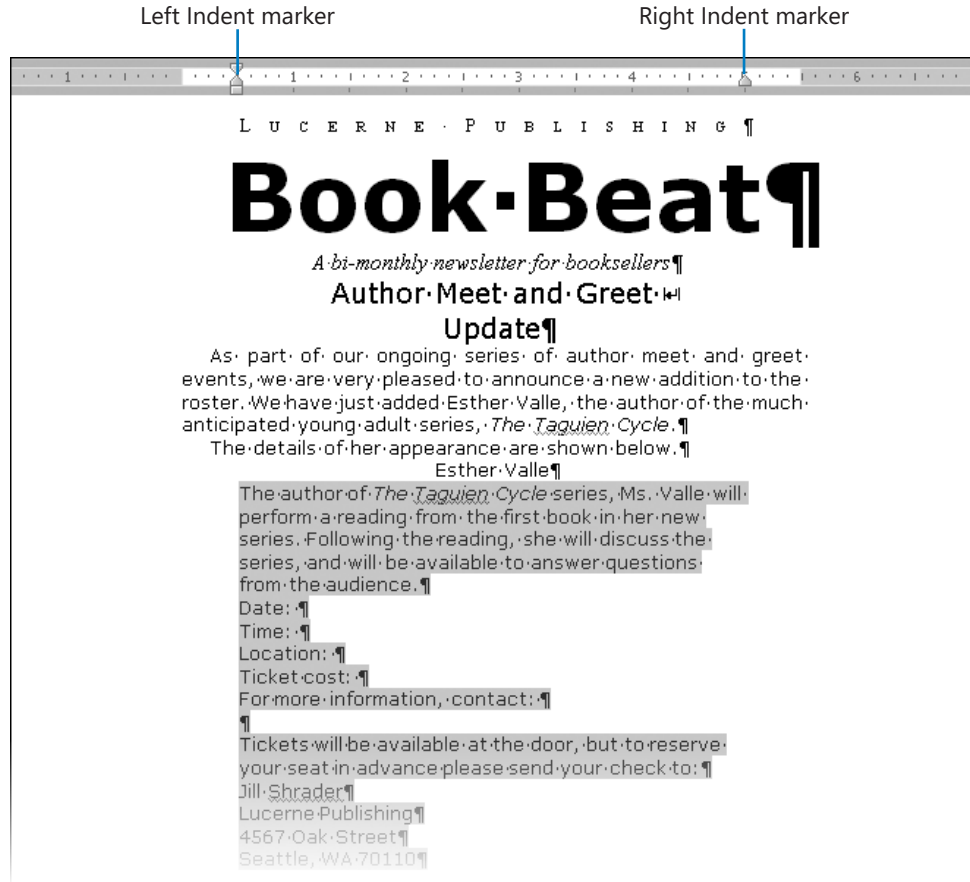 Left Indent marker Right Indent marker
1 1 2 3 4 6
LUCERNE·PUBLISHING¶
Book·Beat¶
A·bi-monthly·newsletter·for·booksellers¶
Author·Meet·and·Greet·↵
Update¶
As·part·of·our·ongoing·series·of·author·meet·and·greet·
events,·we·are·very·pleased·to·announce·a·new·addition·to·the·
roster.·We·have·just·added·Esther·Valle,·the·author·of·the·much·
anticipated·young·adult·series,·The·Taguien·Cycle.¶
The·details·of·her·appearance·are·shown·below.¶
Esther·Valle¶
The·author·of·The·Taguien·Cycle·series,·Ms.·Valle·will·
perform·a·reading·from·the·first·book·in·her·new·
series.·Following·the·reading,·she·will·discuss·the·
series,·and·will·be·available·to·answer·questions·
from·the·audience.¶
Date:·¶
Time:·¶
Location:·¶
Ticket·cost:·¶
For·more·information,·contact:·¶
¶
Tickets·will·be·available·at·the·door,·but·to·reserve·
your·seat·in·advance·please·send·your·check·to:¶
Jill·Shrader¶
Lucerne·Publishing¶
4567·Oak·Street¶
Seattle,·WA·70110¶